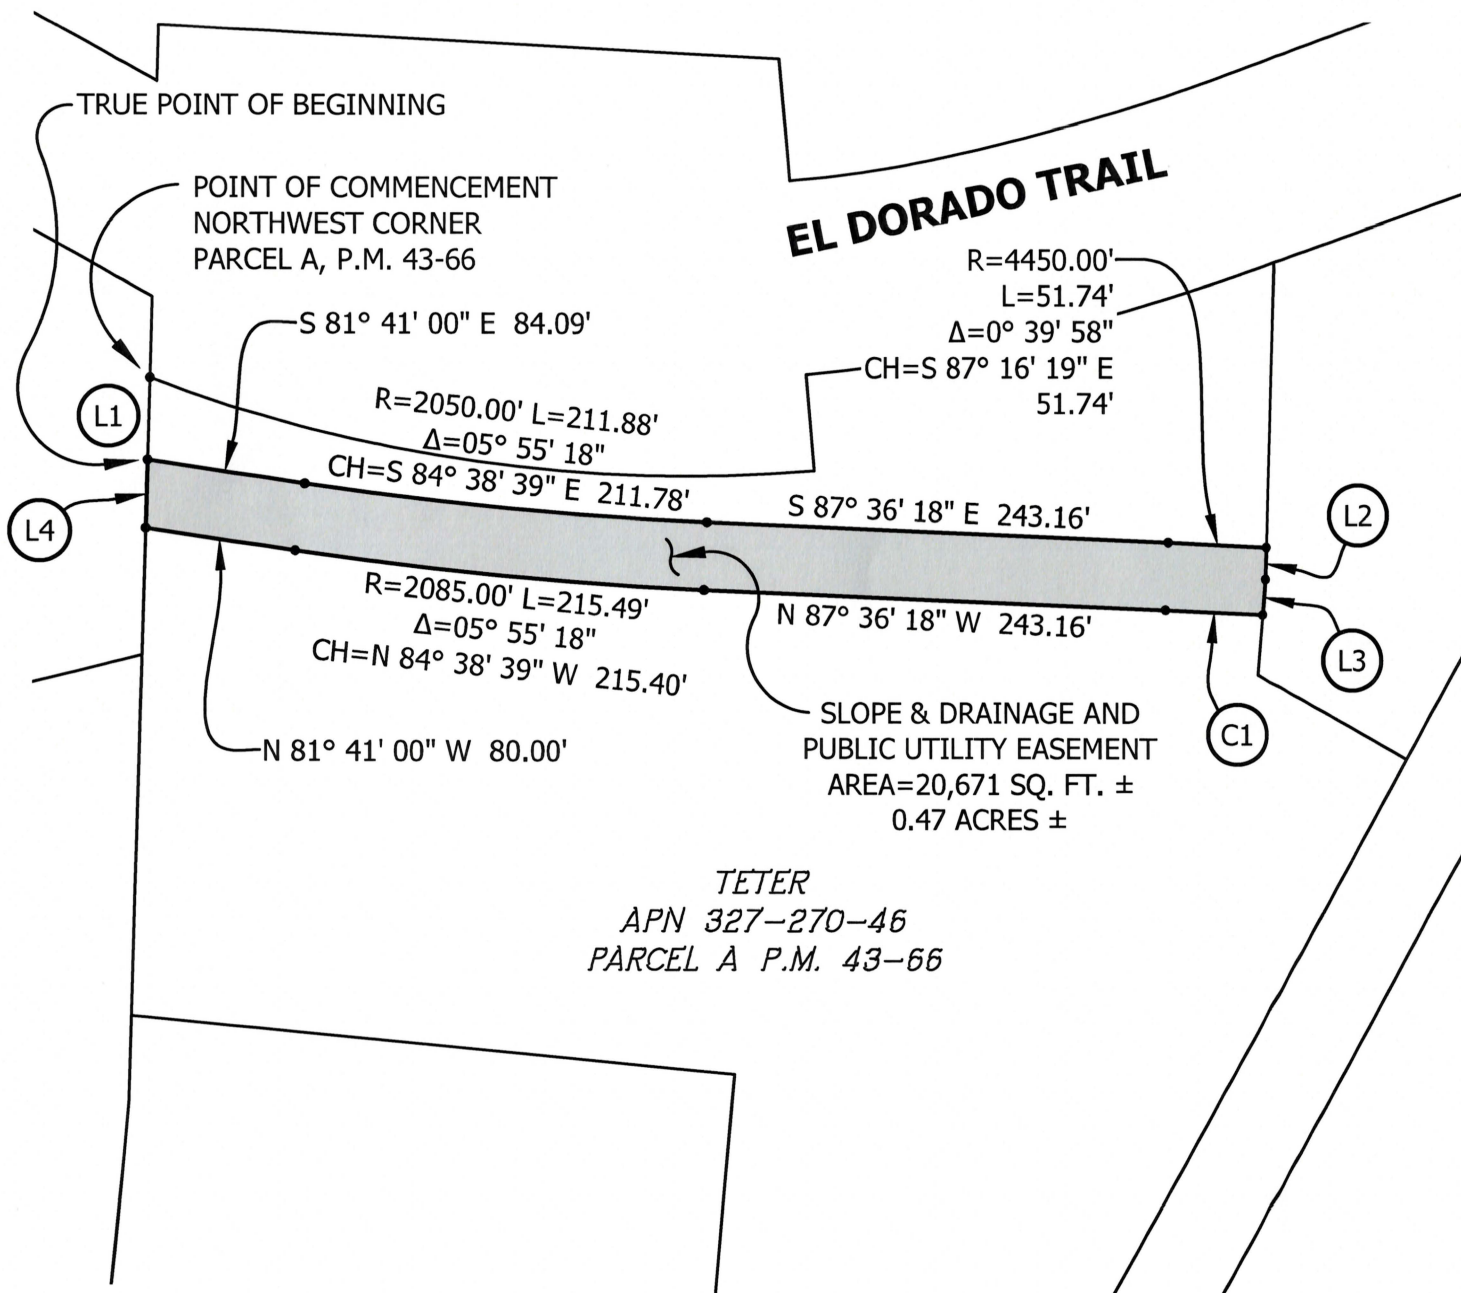 TRUE POINT OF BEGINNING
POINT OF COMMENCEMENT
NORTHWEST CORNER
PARCEL A, P.M. 43-66
EL DORADO TRAIL
R=4450.00'
L=51.74'
Δ=0° 39' 58"
CH=S 87° 16' 19" E
51.74'
S 81° 41' 00" E 84.09'
L1
R=2050.00' L=211.88'
Δ=05° 55' 18"
CH=S 84° 38' 39" E 211.78'
S 87° 36' 18" E 243.16'
L2
L4
R=2085.00' L=215.49'
Δ=05° 55' 18"
CH=N 84° 38' 39" W 215.40'
N 87° 36' 18" W 243.16'
L3
N 81° 41' 00" W 80.00'
SLOPE & DRAINAGE AND
PUBLIC UTILITY EASEMENT
AREA=20,671 SQ. FT. ±
0.47 ACRES ±
C1
TETER
APN 327-270-46
PARCEL A P.M. 43-66